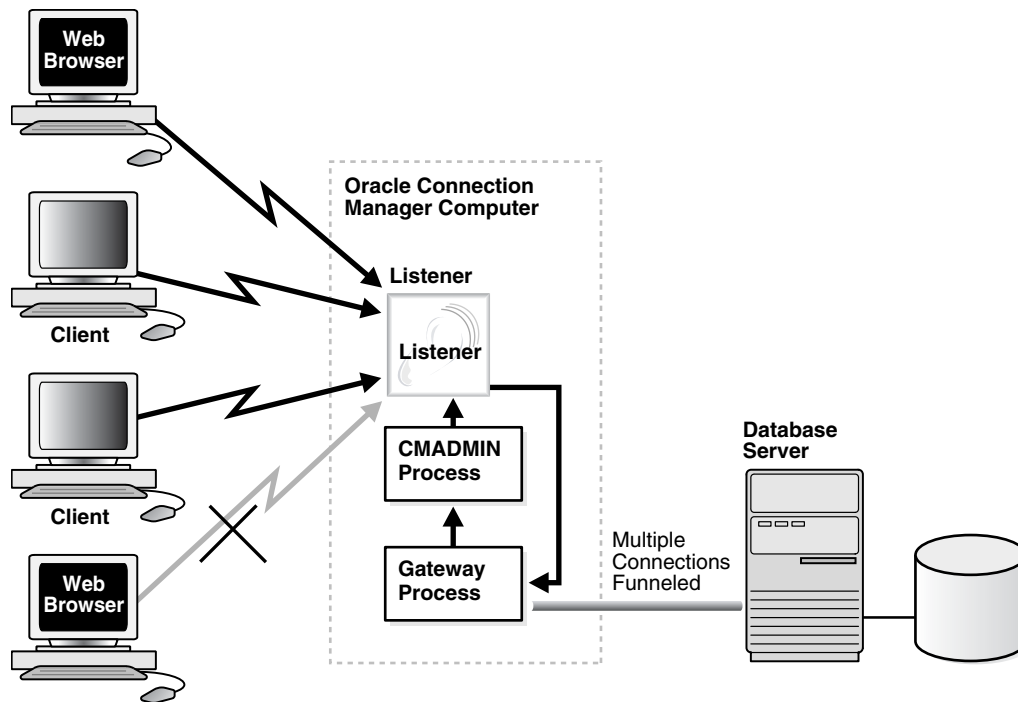 Web
Browser
Oracle Connection
Manager Computer
Listener
Listener
Client
Client
CMADMIN
Process
Gateway
Process
Web
Browser
Multiple
Connections
Funneled
Database
Server